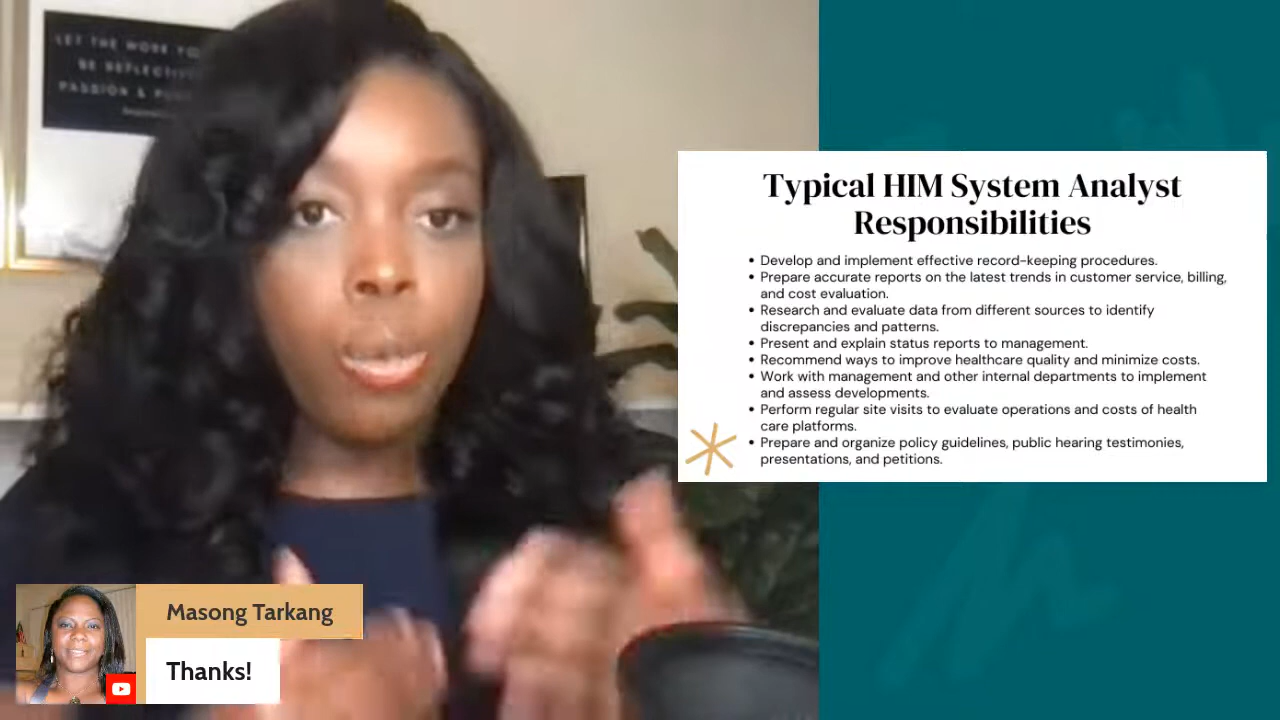 LET THE WORK YO
BE REFLECTI
PASSION & PU
Typical HIM System Analyst
Responsibilities
• Develop and implement effective record-keeping procedures.
• Prepare accurate reports on the latest trends in customer service, billing,
and cost evaluation.
• Research and evaluate data from different sources to identify
discrepancies and patterns.
• Present and explain status reports to management.
• Recommend ways to improve healthcare quality and minimize costs.
• Work with management and other internal departments to implement
and assess developments.
• Perform regular site visits to evaluate operations and costs of health
care platforms.
• Prepare and organize policy guidelines, public hearing testimonies,
presentations, and petitions.
Masong Tarkang
Thanks!